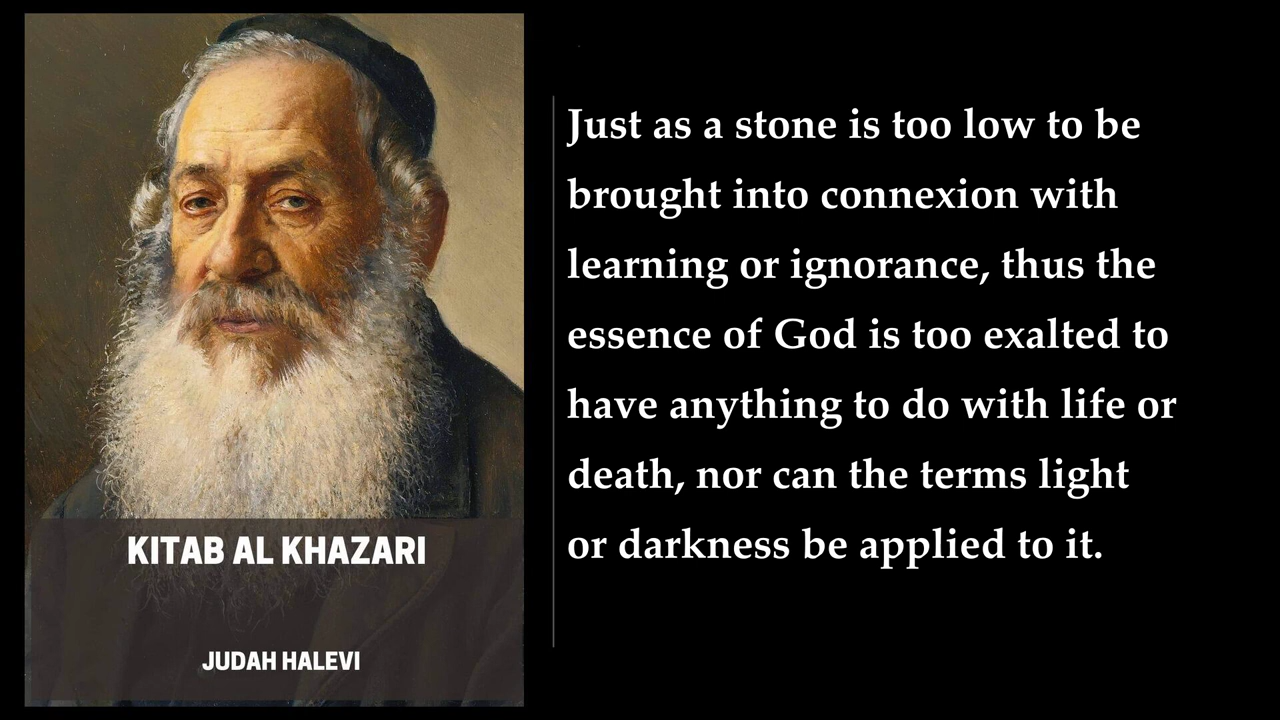 KITAB AL KHAZARI
JUDAH HALEVI
Just as a stone is too low to be
brought into connexion with
learning or ignorance, thus the
essence of God is too exalted to
have anything to do with life or
death, nor can the terms light
or darkness be applied to it.